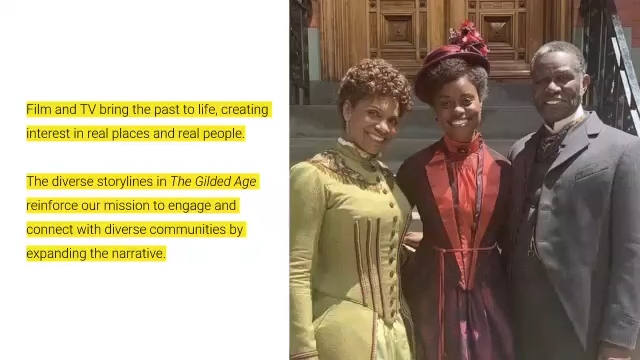 Film and TV bring the past to life, creating
interest in real places and real people.
The diverse storylines in The Gilded Age
reinforce our mission to engage and
connect with diverse communities by
expanding the narrative.